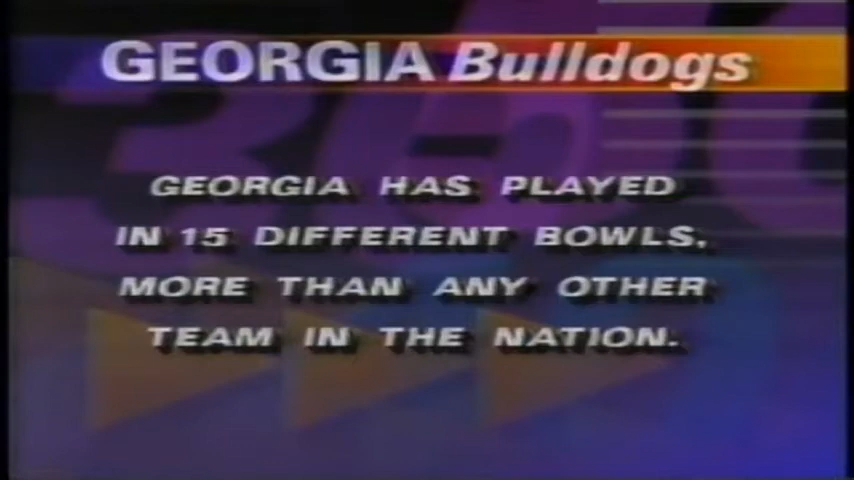 GEORGIA Bulldogs
GEORGIA HAS PLAYED
IN 15 DIFFERENT BOWLS,
MORE THAN ANY OTHER
TEAM IN THE NATION.